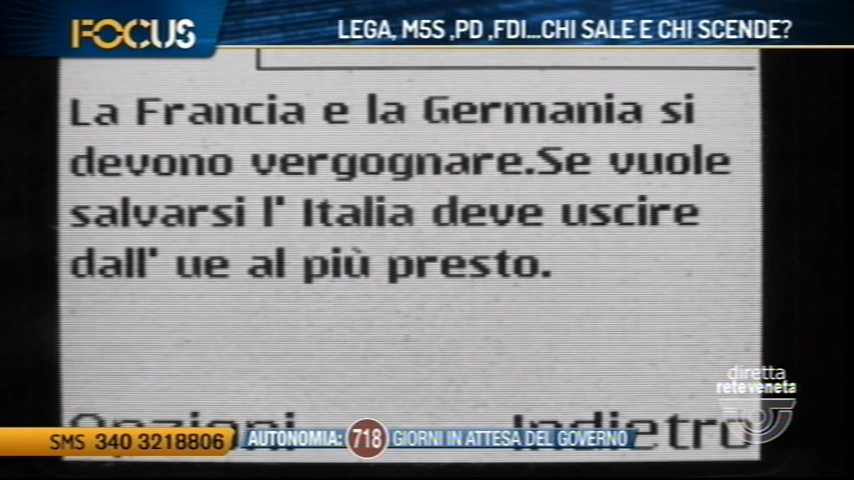 FOCUS
LEGA, M5S ,PD ,FDI...CHI SALE E CHI SCENDE?
La Francia e la Germania si
devono vergognare.Se vuole
salvarsi l' Italia deve uscire
dall' ue al più presto.
diretta
reteveneta
Opzioni Indietro
SMS 340 3218806
AUTONOMIA: 718 GIORNI IN ATTESA DEL GOVERNO